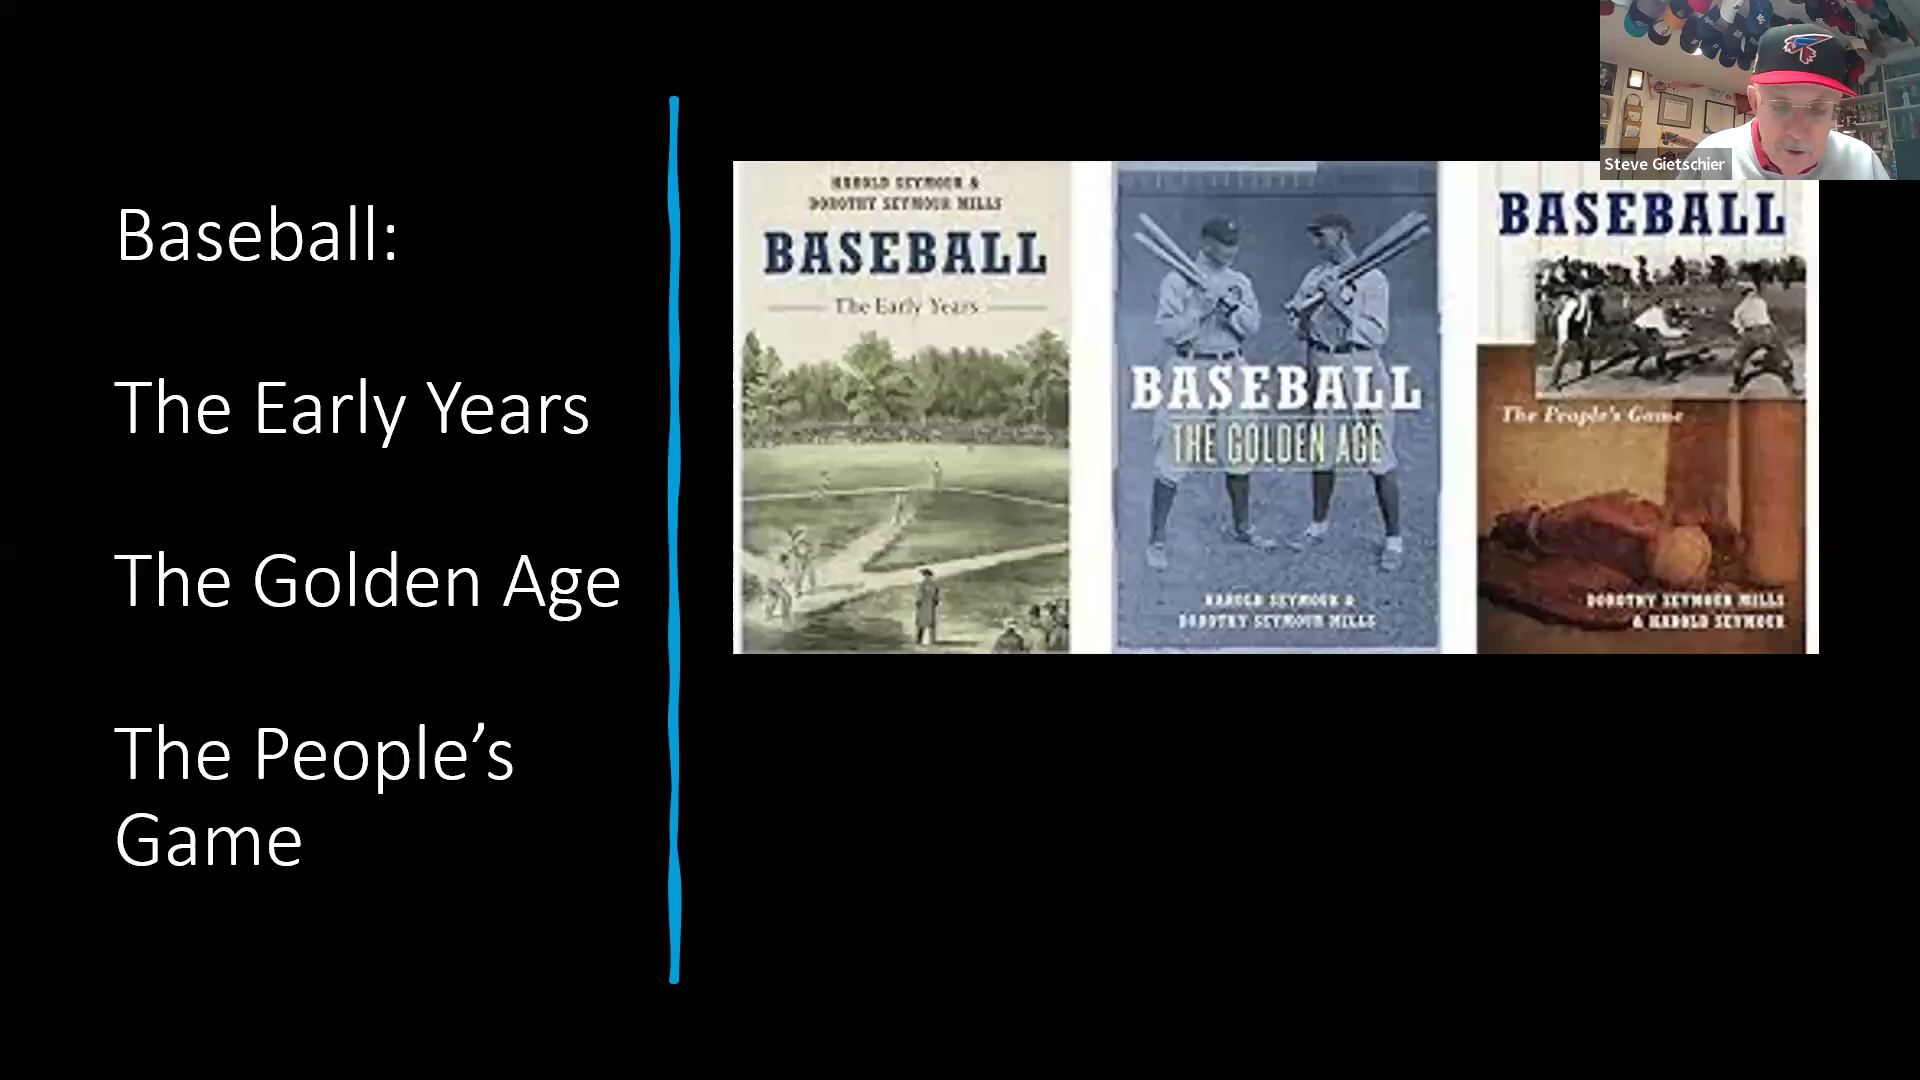 Baseball:
The Early Years
The Golden Age
The People's
Game
HAROLD SEYMOUR &
DOROTHY SEYMOUR MILLS
BASEBALL
The Early Years
BASEBALL
THE GOLDEN AGE
HAROLD SEYMOUR &
DOROTHY SEYMOUR MILLS
BASEBALL
The People's Game
DOROTHY SEYMOUR MILLS
& HAROLD SEYMOUR
Steve Gietschier